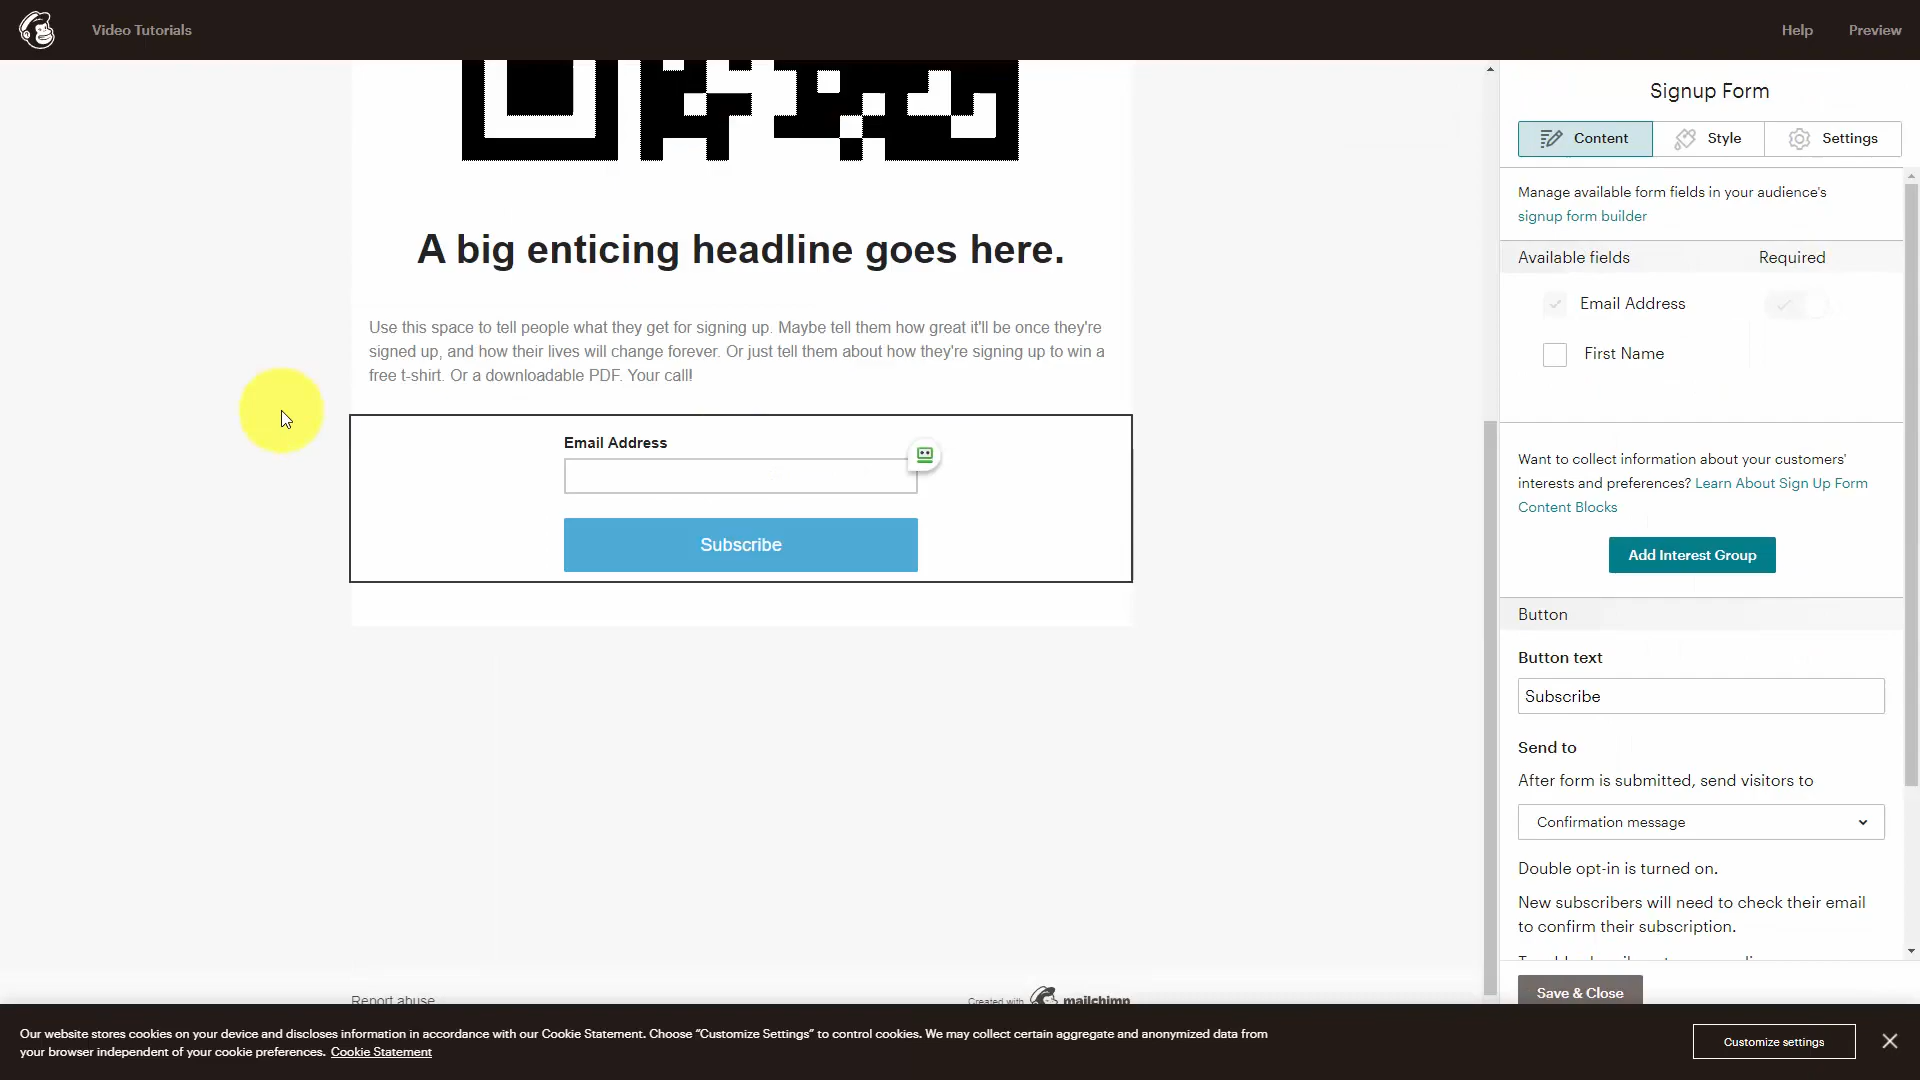 Video Tutorials
Help
Preview
A big enticing headline goes here.
Use this space to tell people what they get for signing up. Maybe tell them how great it'll be once they're
signed up, and how their lives will change forever. Or just tell them about how they're signing up to win a
free t-shirt. Or a downloadable PDF. Your call!
Email Address
Subscribe
Report abuse
Created with mailchimp
Signup Form
Content
Style
Settings
Manage available form fields in your audience's
signup form builder
Available fields
Required
Email Address
First Name
Want to collect information about your customers'
interests and preferences? Learn About Sign Up Form
Content Blocks
Add Interest Group
Button
Button text
Subscribe
Send to
After form is submitted, send visitors to
Confirmation message
Double opt-in is turned on.
New subscribers will need to check their email
to confirm their subscription.
Save & Close
Our website stores cookies on your device and discloses information in accordance with our Cookie Statement. Choose “Customize Settings” to control cookies. We may collect certain aggregate and anonymized data from
your browser independent of your cookie preferences. Cookie Statement
Customize settings